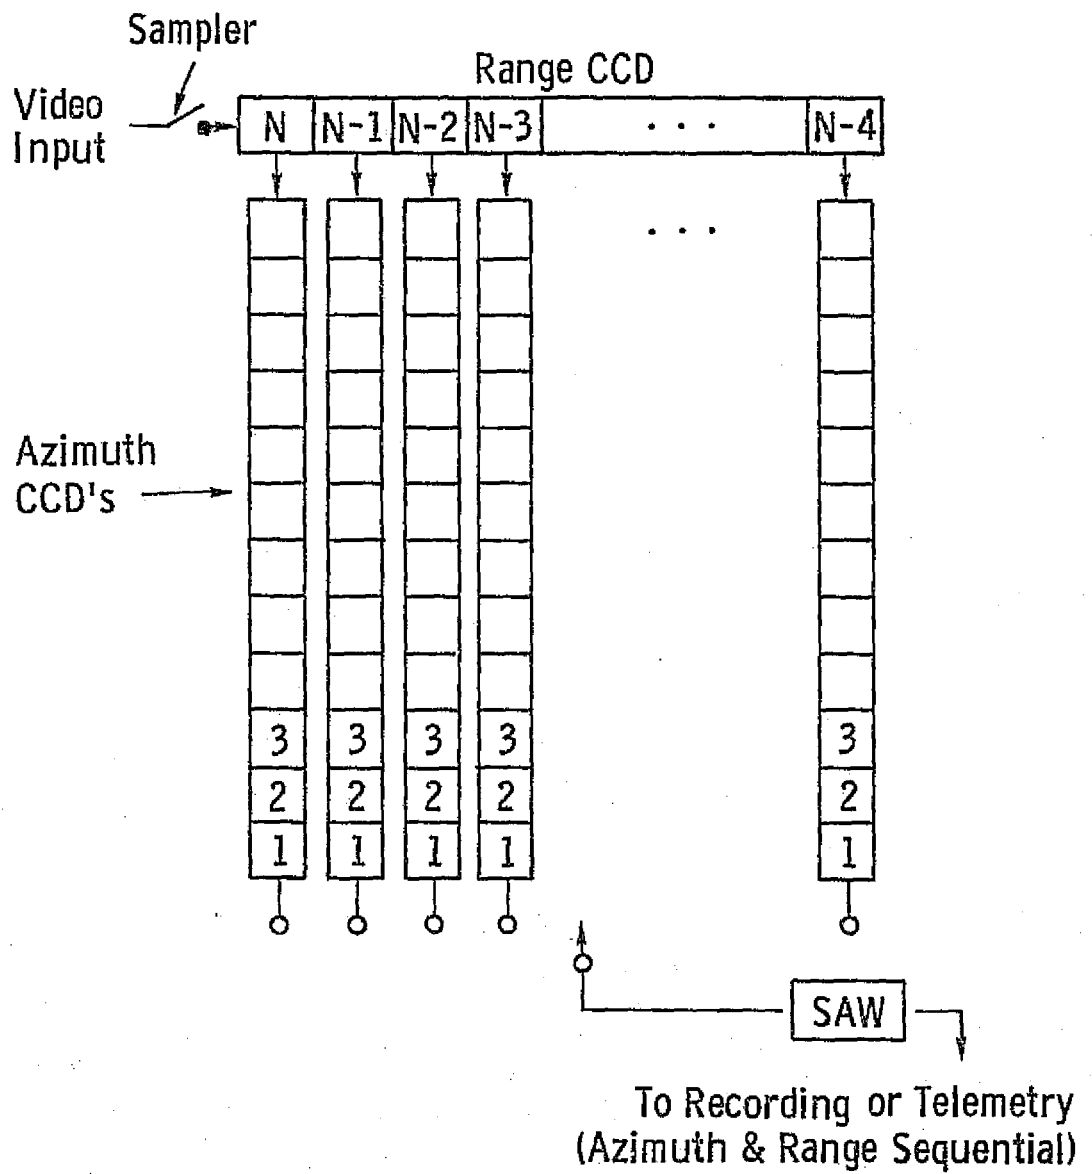 Sampler
Range CCD
Video
Input
N N-1 N-2 N-3 · · · N-4
· · ·
Azimuth
CCD's
3 3 3 3 3
2 2 2 2 2
1 1 1 1 1
SAW
To Recording or Telemetry
(Azimuth & Range Sequential)